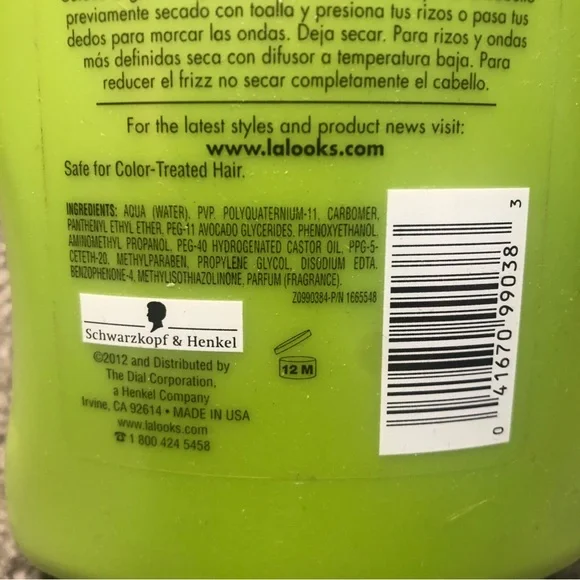 previamente secado con toalla y presiona tus rizos o pasa tus
dedos para marcar las ondas. Deja secar. Para rizos y ondas
más definidas seca con difusor a temperatura baja. Para
reducer el frizz no secar completamente el cabello.
For the latest styles and product news visit:
www.lalooks.com
Safe for Color-Treated Hair.
INGREDIENTS: AQUA (WATER), PVP, POLYQUATERNIUM-11, CARBOMER,
PANTHENYL ETHYL ETHER, PEG-11 AVOCADO GLYCERIDES, PHENOXYETHANOL,
AMINOMETHYL PROPANOL, PEG-40 HYDROGENATED CASTOR OIL, PPG-5-
CETETH-20, METHYLPARABEN, PROPYLENE GLYCOL, DISODIUM EDTA,
BENZOPHENONE-4, METHYLISOTHIAZOLINONE, PARFUM (FRAGRANCE).
Z0990384-P/N 1665548
Schwarzkopf & Henkel
©2012 and Distributed by
The Dial Corporation,
a Henkel Company
Irvine, CA 92614 • MADE IN USA
www.lalooks.com
☎ 1 800 424 5458
12 M
0 41670 99038 3